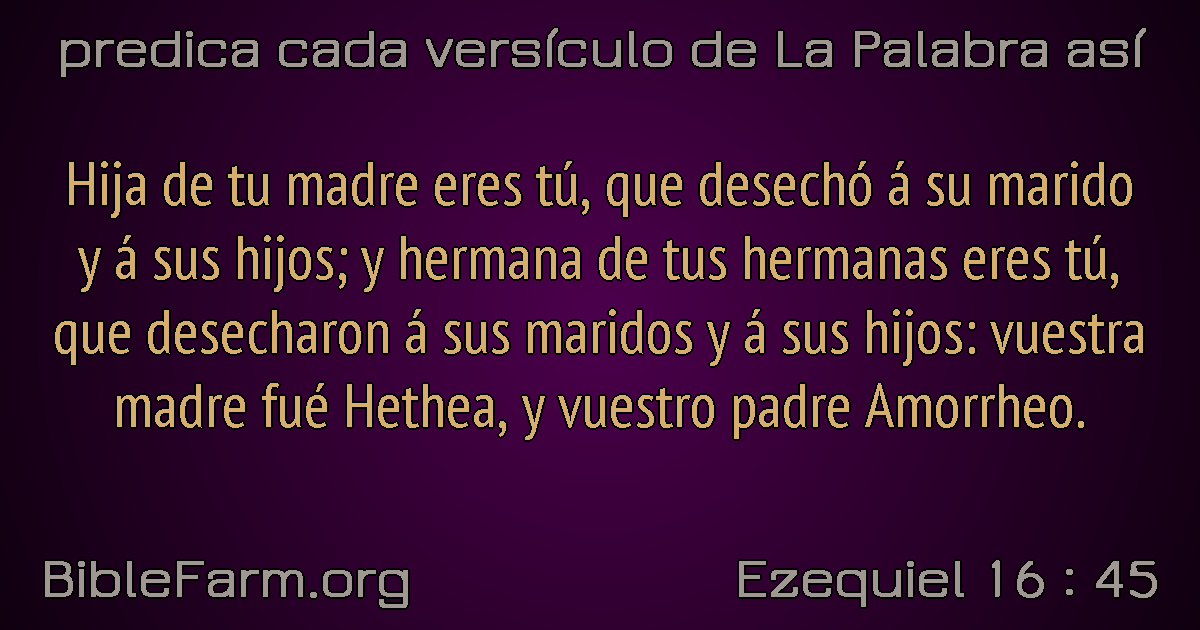 predica cada versículo de La Palabra así
Hija de tu madre eres tú, que desechó á su marido
y á sus hijos; y hermana de tus hermanas eres tú,
que desecharon á sus maridos y á sus hijos: vuestra
madre fué Hethea, y vuestro padre Amorrheo.
BibleFarm.org
Ezequiel 16 : 45